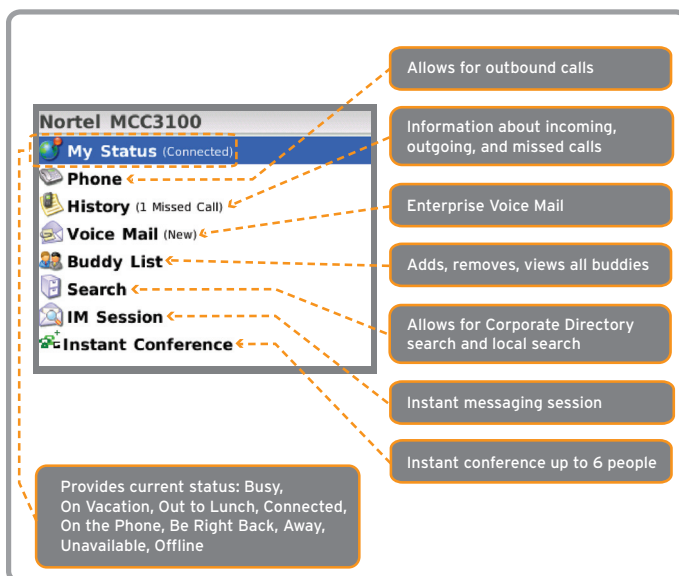 Nortel MCC3100
My Status (Connected)
Phone
History (1 Missed Call)
Voice Mail (New)
Buddy List
Search
IM Session
Instant Conference
Allows for outbound calls
Information about incoming,
outgoing, and missed calls
Enterprise Voice Mail
Adds, removes, views all buddies
Allows for Corporate Directory
search and local search
Instant messaging session
Instant conference up to 6 people
Provides current status: Busy,
On Vacation, Out to Lunch, Connected,
On the Phone, Be Right Back, Away,
Unavailable, Offline